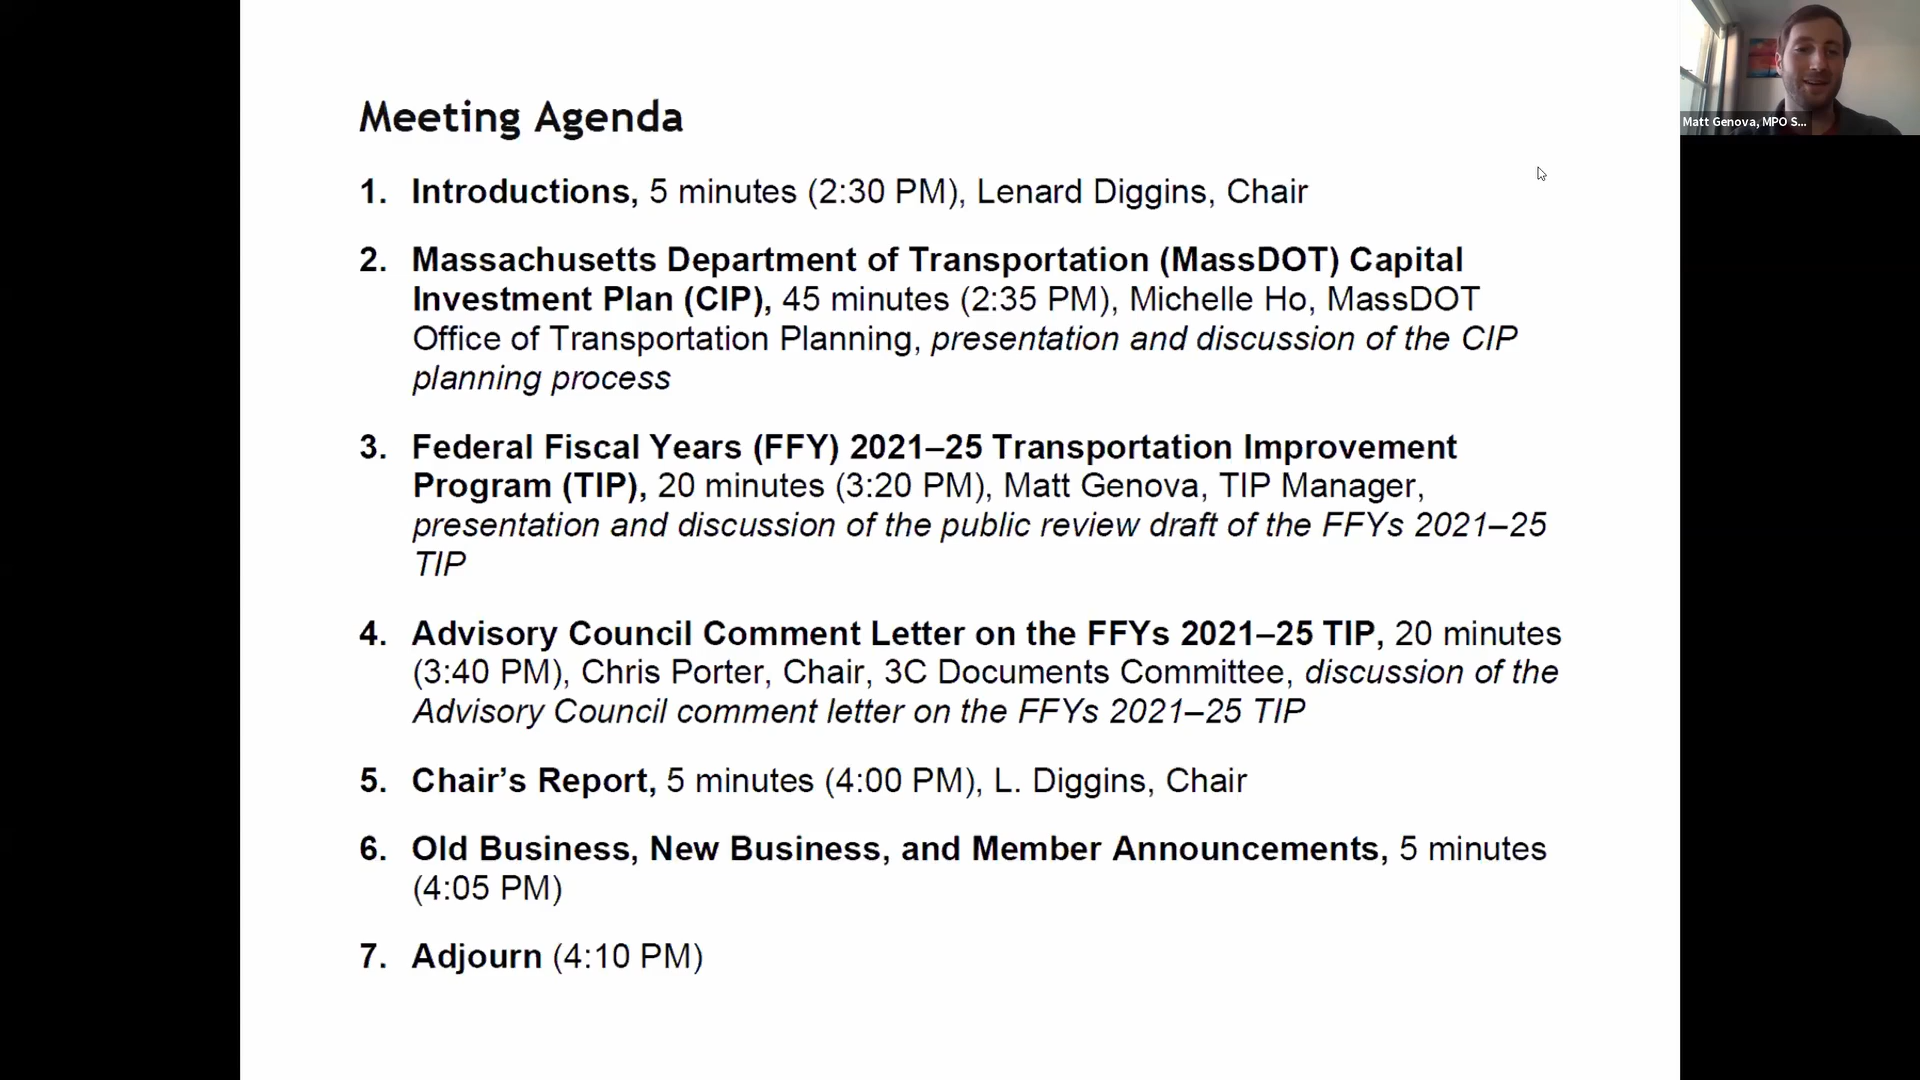 Meeting Agenda
1. Introductions, 5 minutes (2:30 PM), Lenard Diggins, Chair
2. Massachusetts Department of Transportation (MassDOT) Capital
Investment Plan (CIP), 45 minutes (2:35 PM), Michelle Ho, MassDOT
Office of Transportation Planning, presentation and discussion of the CIP
planning process
3. Federal Fiscal Years (FFY) 2021–25 Transportation Improvement
Program (TIP), 20 minutes (3:20 PM), Matt Genova, TIP Manager,
presentation and discussion of the public review draft of the FFYs 2021–25
TIP
4. Advisory Council Comment Letter on the FFYs 2021–25 TIP, 20 minutes
(3:40 PM), Chris Porter, Chair, 3C Documents Committee, discussion of the
Advisory Council comment letter on the FFYs 2021–25 TIP
5. Chair’s Report, 5 minutes (4:00 PM), L. Diggins, Chair
6. Old Business, New Business, and Member Announcements, 5 minutes
(4:05 PM)
7. Adjourn (4:10 PM)
Matt Genova, MPO S...